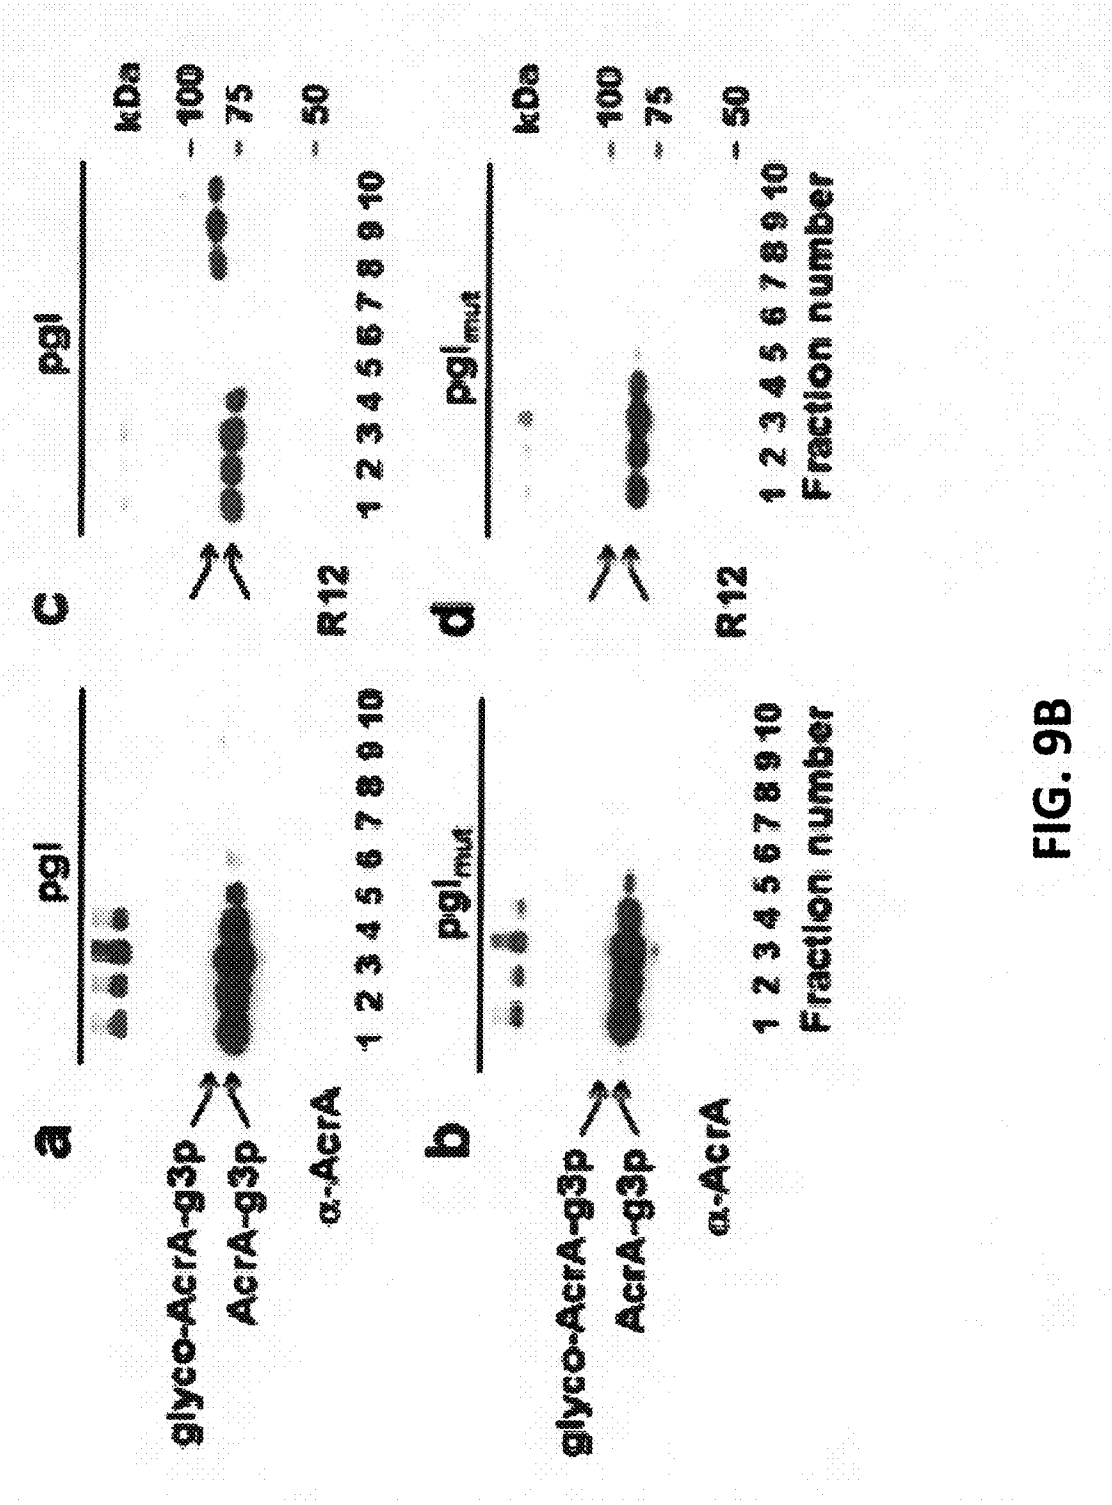 a
pgl
glyco-AcrA-g3p
AcrA-g3p
α-AcrA
1 2 3 4 5 6 7 8 9 10
c
pgl
kDa
- 100
- 75
- 50
R12
1 2 3 4 5 6 7 8 9 10
b
pglmut
glyco-AcrA-g3p
AcrA-g3p
α-AcrA
1 2 3 4 5 6 7 8 9 10
Fraction number
d
pglmut
kDa
- 100
- 75
- 50
R12
1 2 3 4 5 6 7 8 9 10
Fraction number
FIG. 9B